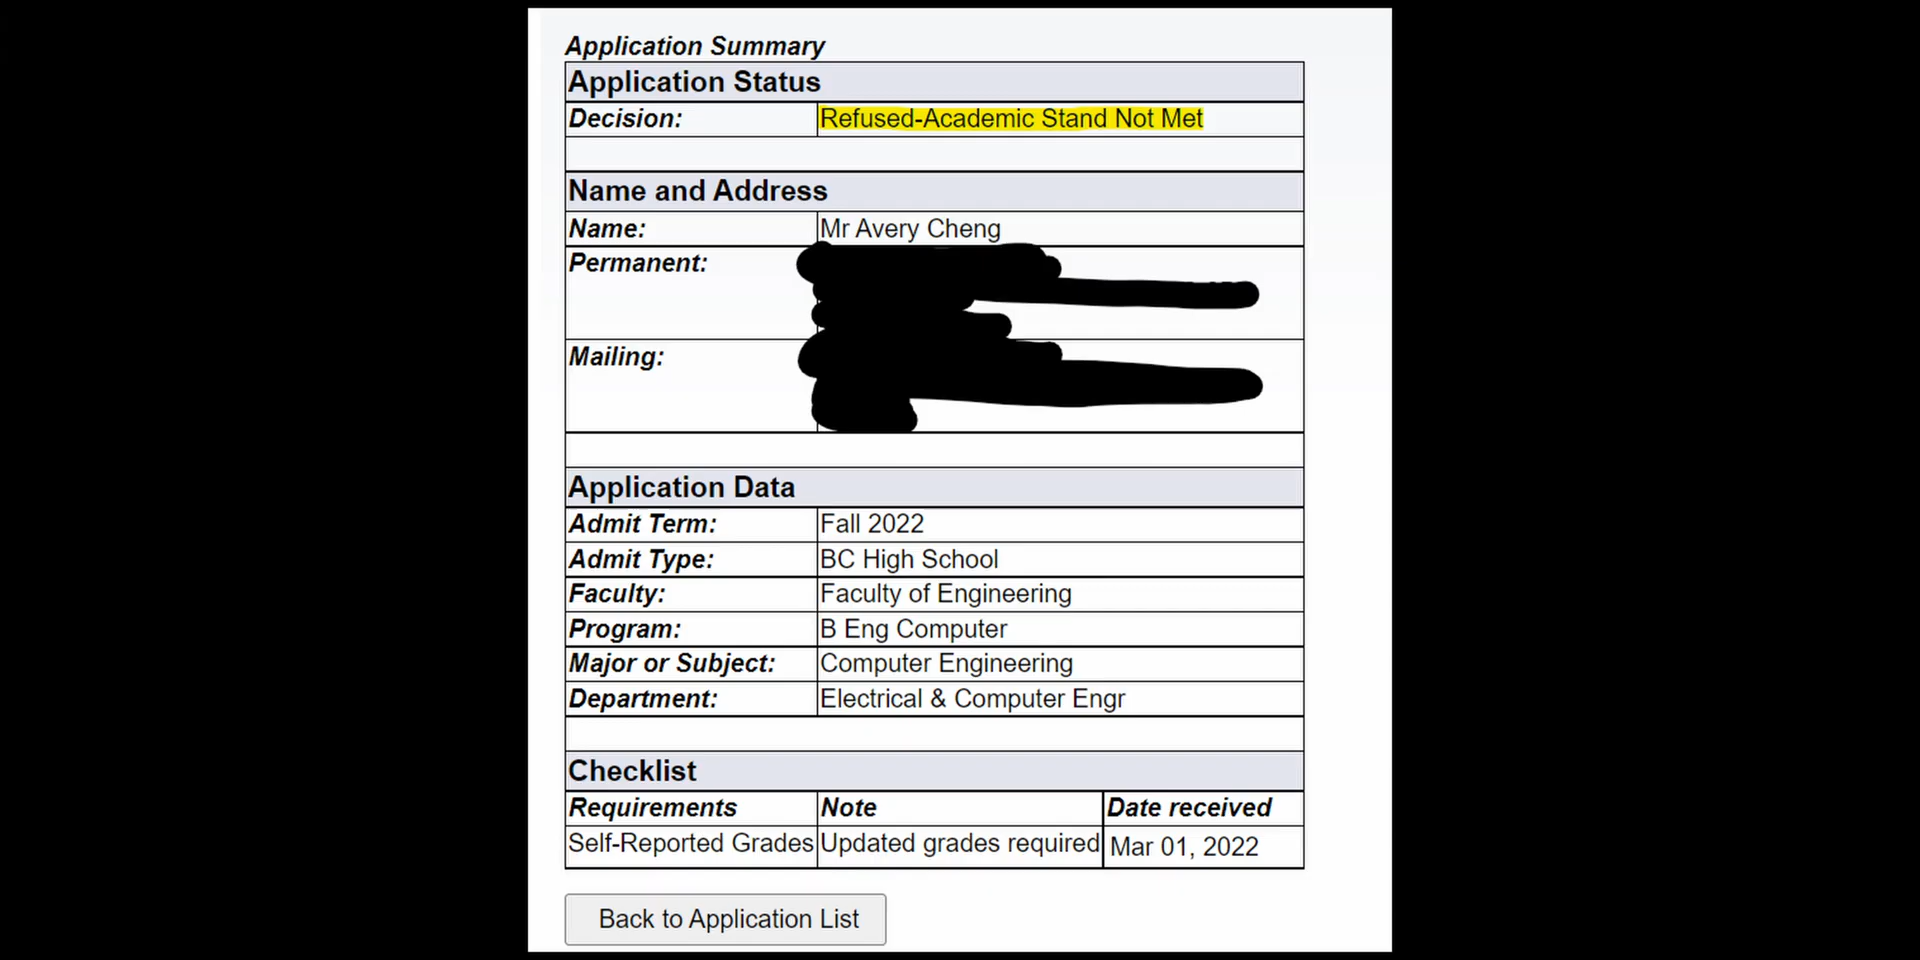 Application Summary
Application Status
Decision: Refused-Academic Stand Not Met
Name and Address
Name: Mr Avery Cheng
Permanent:
Mailing:
Application Data
Admit Term: Fall 2022
Admit Type: BC High School
Faculty: Faculty of Engineering
Program: B Eng Computer
Major or Subject: Computer Engineering
Department: Electrical & Computer Engr
Checklist
Requirements Note Date received
Self-Reported Grades Updated grades required Mar 01, 2022
Back to Application List